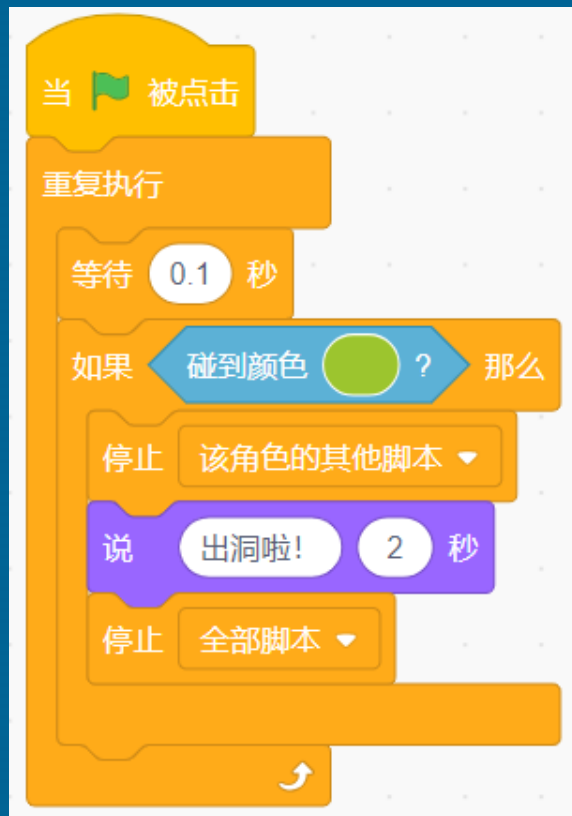 当 被点击
重复执行
等待 0.1 秒
如果 碰到颜色 ? 那么
停止 该角色的其他脚本
说 出洞啦! 2 秒
停止 全部脚本